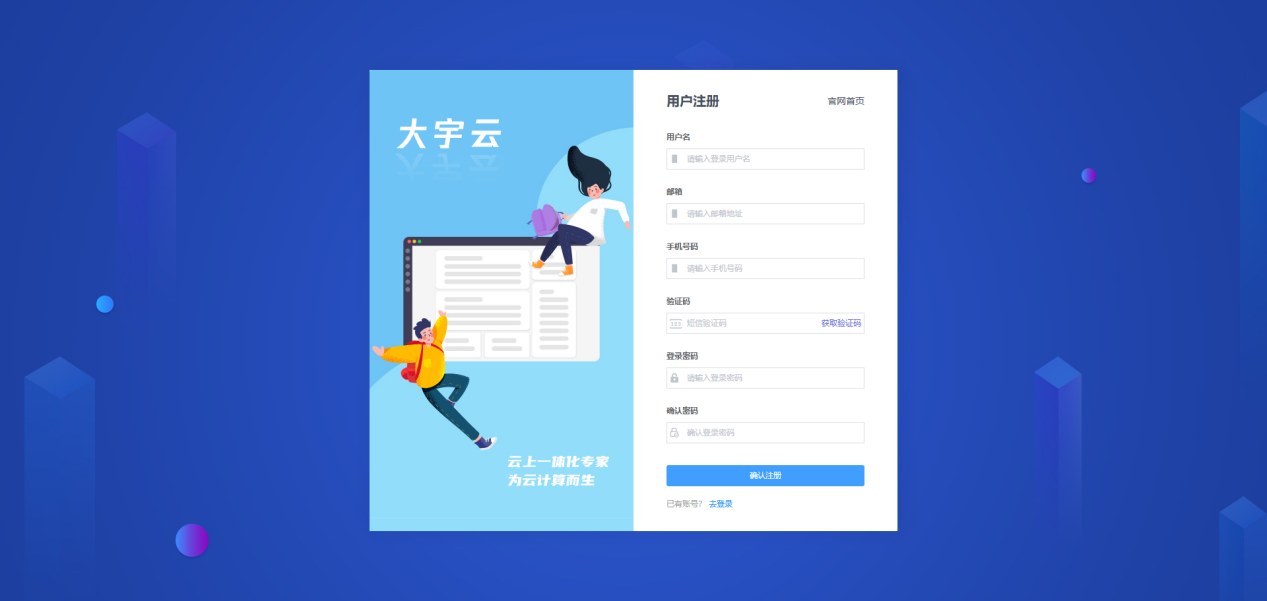 大宇云
云上一体化专家
为云计算而生
用户注册
官网首页
用户名
请输入登录用户名
邮箱
请输入邮箱地址
手机号码
请输入手机号码
验证码
短信验证码
获取验证码
登录密码
请输入登录密码
确认密码
确认登录密码
确认注册
已有账号? 去登录